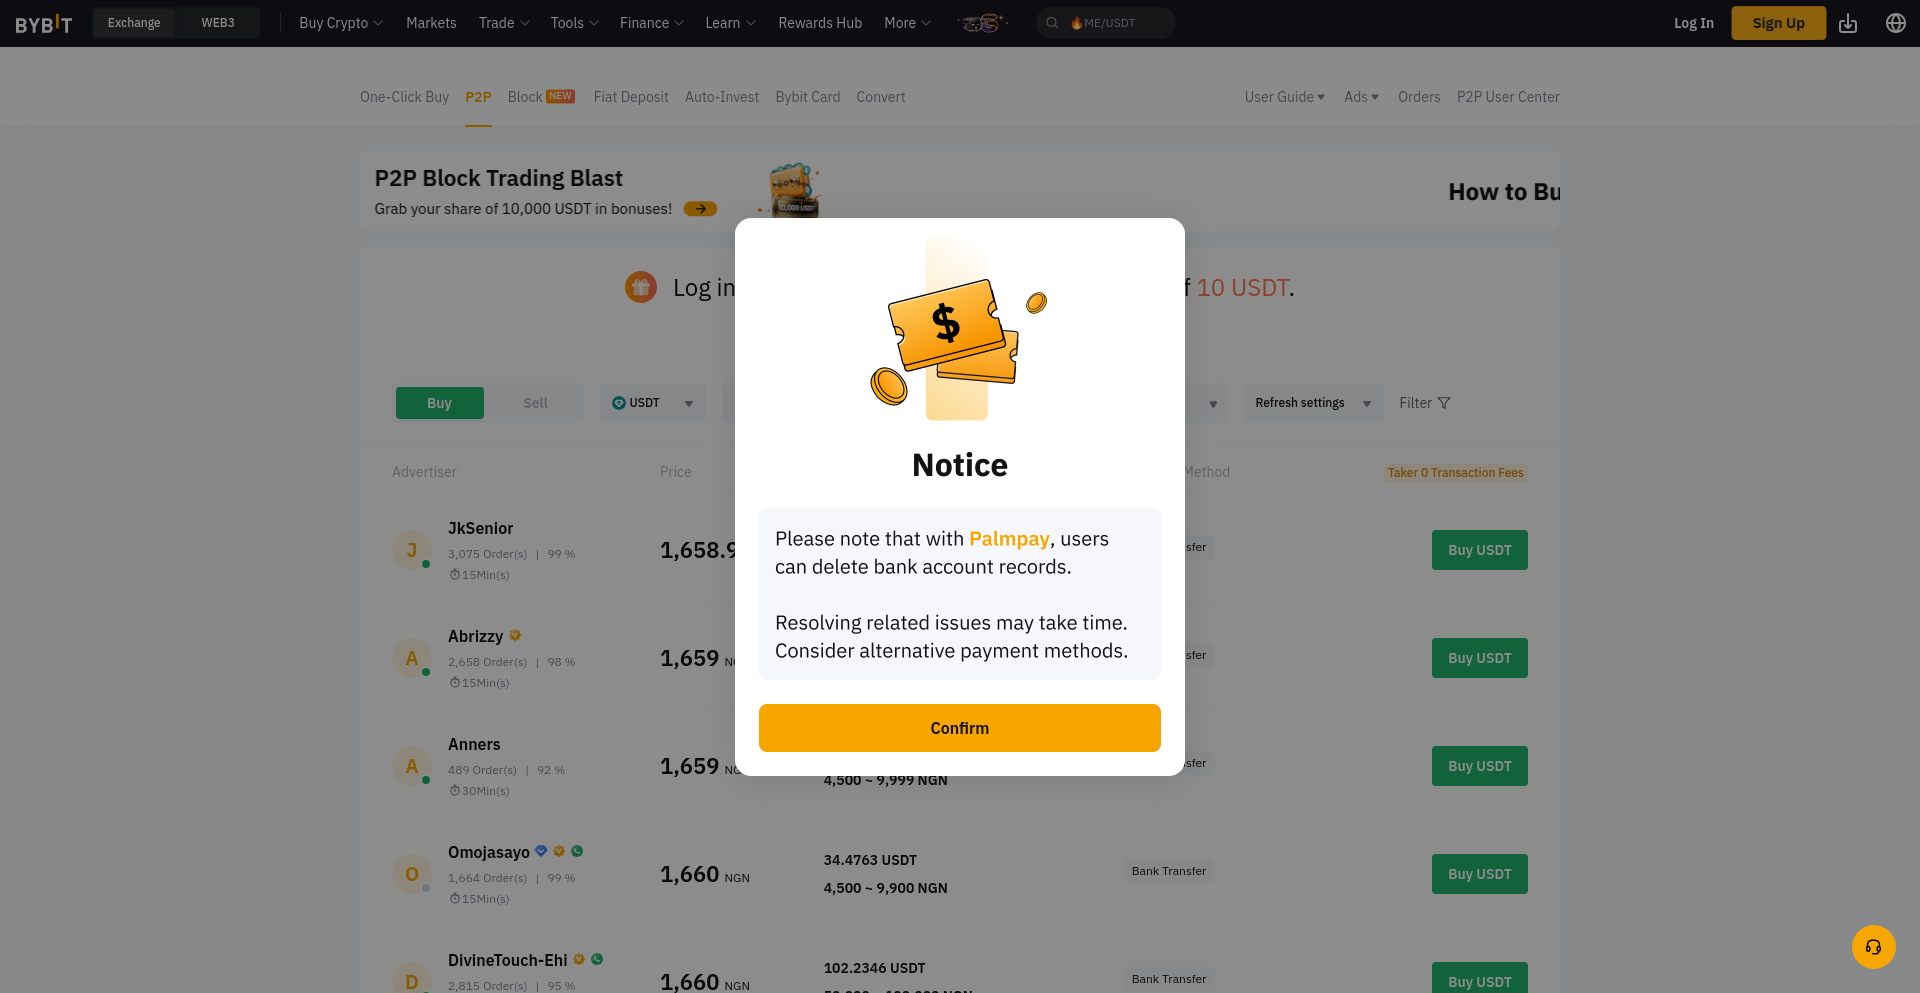 BYBIT Exchange WEB3 Buy Crypto Markets Trade Tools Finance Learn Rewards Hub More ME/USDT Log In Sign Up
One-Click Buy P2P Block NEW Fiat Deposit Auto-Invest Bybit Card Convert User Guide Ads Orders P2P User Center
P2P Block Trading Blast
Grab your share of 10,000 USDT in bonuses!
10,000 USDT
How to Bu
Log in
f 10 USDT.
Buy Sell USDT Refresh settings Filter
Advertiser Price Method Taker 0 Transaction Fees
J
JkSenior
3,075 Order(s) | 99 %
15Min(s)
1,658.9
sfer
Buy USDT
A
Abrizzy
2,658 Order(s) | 98 %
15Min(s)
1,659 NG
sfer
Buy USDT
A
Anners
489 Order(s) | 92 %
30Min(s)
1,659 NG
4,500 ~ 9,999 NGN
sfer
Buy USDT
O
Omojasayo
1,664 Order(s) | 99 %
15Min(s)
1,660 NGN
34.4763 USDT
4,500 ~ 9,900 NGN
Bank Transfer
Buy USDT
D
DivineTouch-Ehi
2,815 Order(s) | 95 %
1,660 NGN
102.2346 USDT
Bank Transfer
Buy USDT
$
Notice
Please note that with Palmpay, users
can delete bank account records.
Resolving related issues may take time.
Consider alternative payment methods.
Confirm